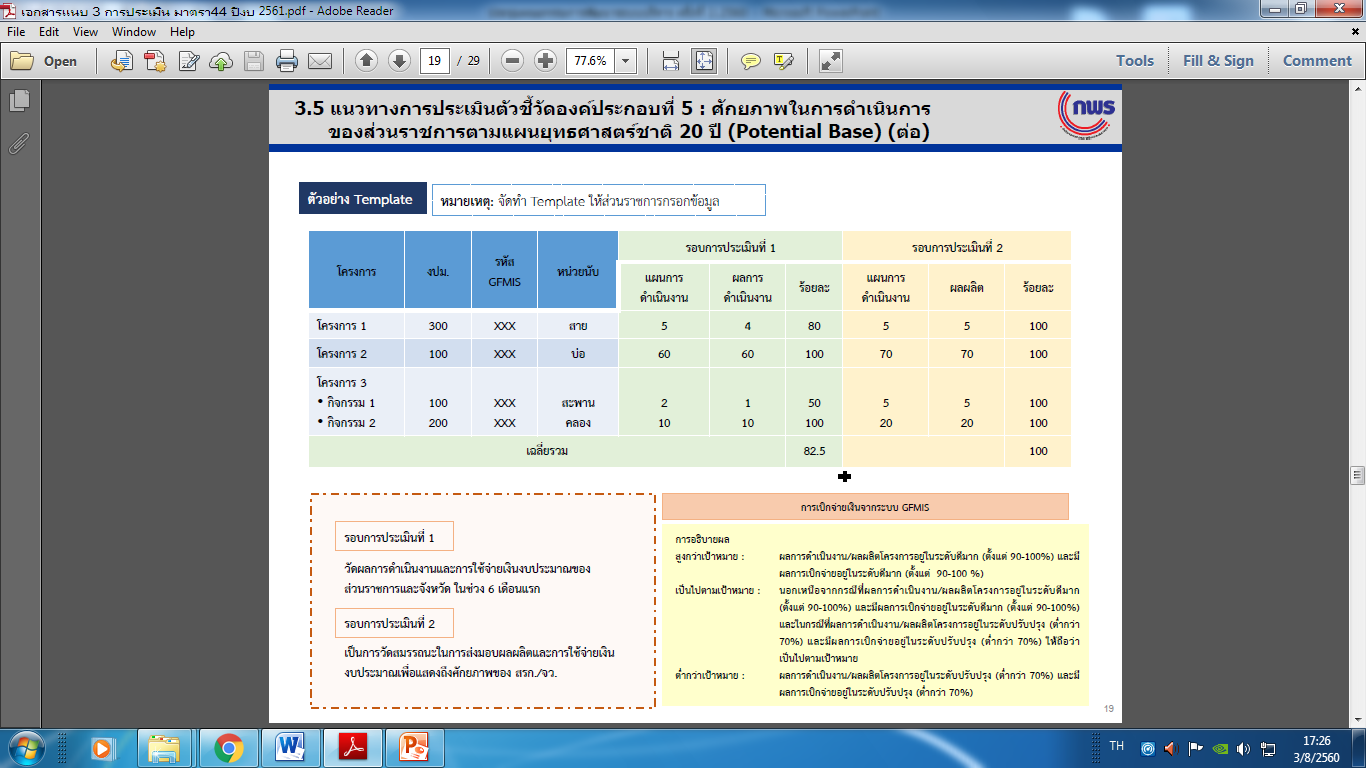 เอกสารแนบ 3 การประเมิน มาตรา44 ปีงบ 2561.pdf - Adobe Reader
File Edit View Window Help
Open 19 / 29 77.6% Tools Fill & Sign Comment
3.5 แนวทางการประเมินตัวชี้วัดองค์ประกอบที่ 5 : ศักยภาพในการดำเนินการ
ของส่วนราชการตามแผนยุทธศาสตร์ชาติ 20 ปี (Potential Base) (ต่อ)
กพร
ตัวอย่าง Template
หมายเหตุ: จัดทำ Template ให้ส่วนราชการกรอกข้อมูล
โครงการ งปม. รหัส GFMIS หน่วยนับ รอบการประเมินที่ 1 รอบการประเมินที่ 2
แผนการดำเนินงาน ผลการดำเนินงาน ร้อยละ แผนการดำเนินงาน ผลผลิต ร้อยละ
โครงการ 1 300 XXX สาย 5 4 80 5 5 100
โครงการ 2 100 XXX บ่อ 60 60 100 70 70 100
โครงการ 3
• กิจกรรม 1 100 XXX สะพาน 2 1 50 5 5 100
• กิจกรรม 2 200 XXX คลอง 10 10 100 20 20 100
เฉลี่ยรวม 82.5 100
รอบการประเมินที่ 1
วัดผลการดำเนินงานและการใช้จ่ายเงินงบประมาณของ
ส่วนราชการและจังหวัด ในช่วง 6 เดือนแรก
รอบการประเมินที่ 2
เป็นการวัดสมรรถนะในการส่งมอบผลผลิตและการใช้จ่ายเงิน
งบประมาณเพื่อแสดงถึงศักยภาพของ สรก./จว.
การเบิกจ่ายเงินจากระบบ GFMIS
การอธิบายผล
สูงกว่าเป้าหมาย : ผลการดำเนินงาน/ผลผลิตโครงการอยู่ในระดับดีมาก (ตั้งแต่ 90-100%) และมี
ผลการเบิกจ่ายอยู่ในระดับดีมาก (ตั้งแต่ 90-100 %)
เป็นไปตามเป้าหมาย : นอกเหนือจากกรณีที่ผลการดำเนินงาน/ผลผลิตโครงการอยู่ในระดับดีมาก
(ตั้งแต่ 90-100%) และมีผลการเบิกจ่ายอยู่ในระดับดีมาก (ตั้งแต่ 90-100%)
และในกรณีที่ผลการดำเนินงาน/ผลผลิตโครงการอยู่ในระดับปรับปรุง (ต่ำกว่า
70%) และมีผลการเบิกจ่ายอยู่ในระดับปรับปรุง (ต่ำกว่า 70%) ให้ถือว่า
เป็นไปตามเป้าหมาย
ต่ำกว่าเป้าหมาย : ผลการดำเนินงาน/ผลผลิตโครงการอยู่ในระดับปรับปรุง (ต่ำกว่า 70%) และมี
ผลการเบิกจ่ายอยู่ในระดับปรับปรุง (ต่ำกว่า 70%)
19
TH 17:26
3/8/2560